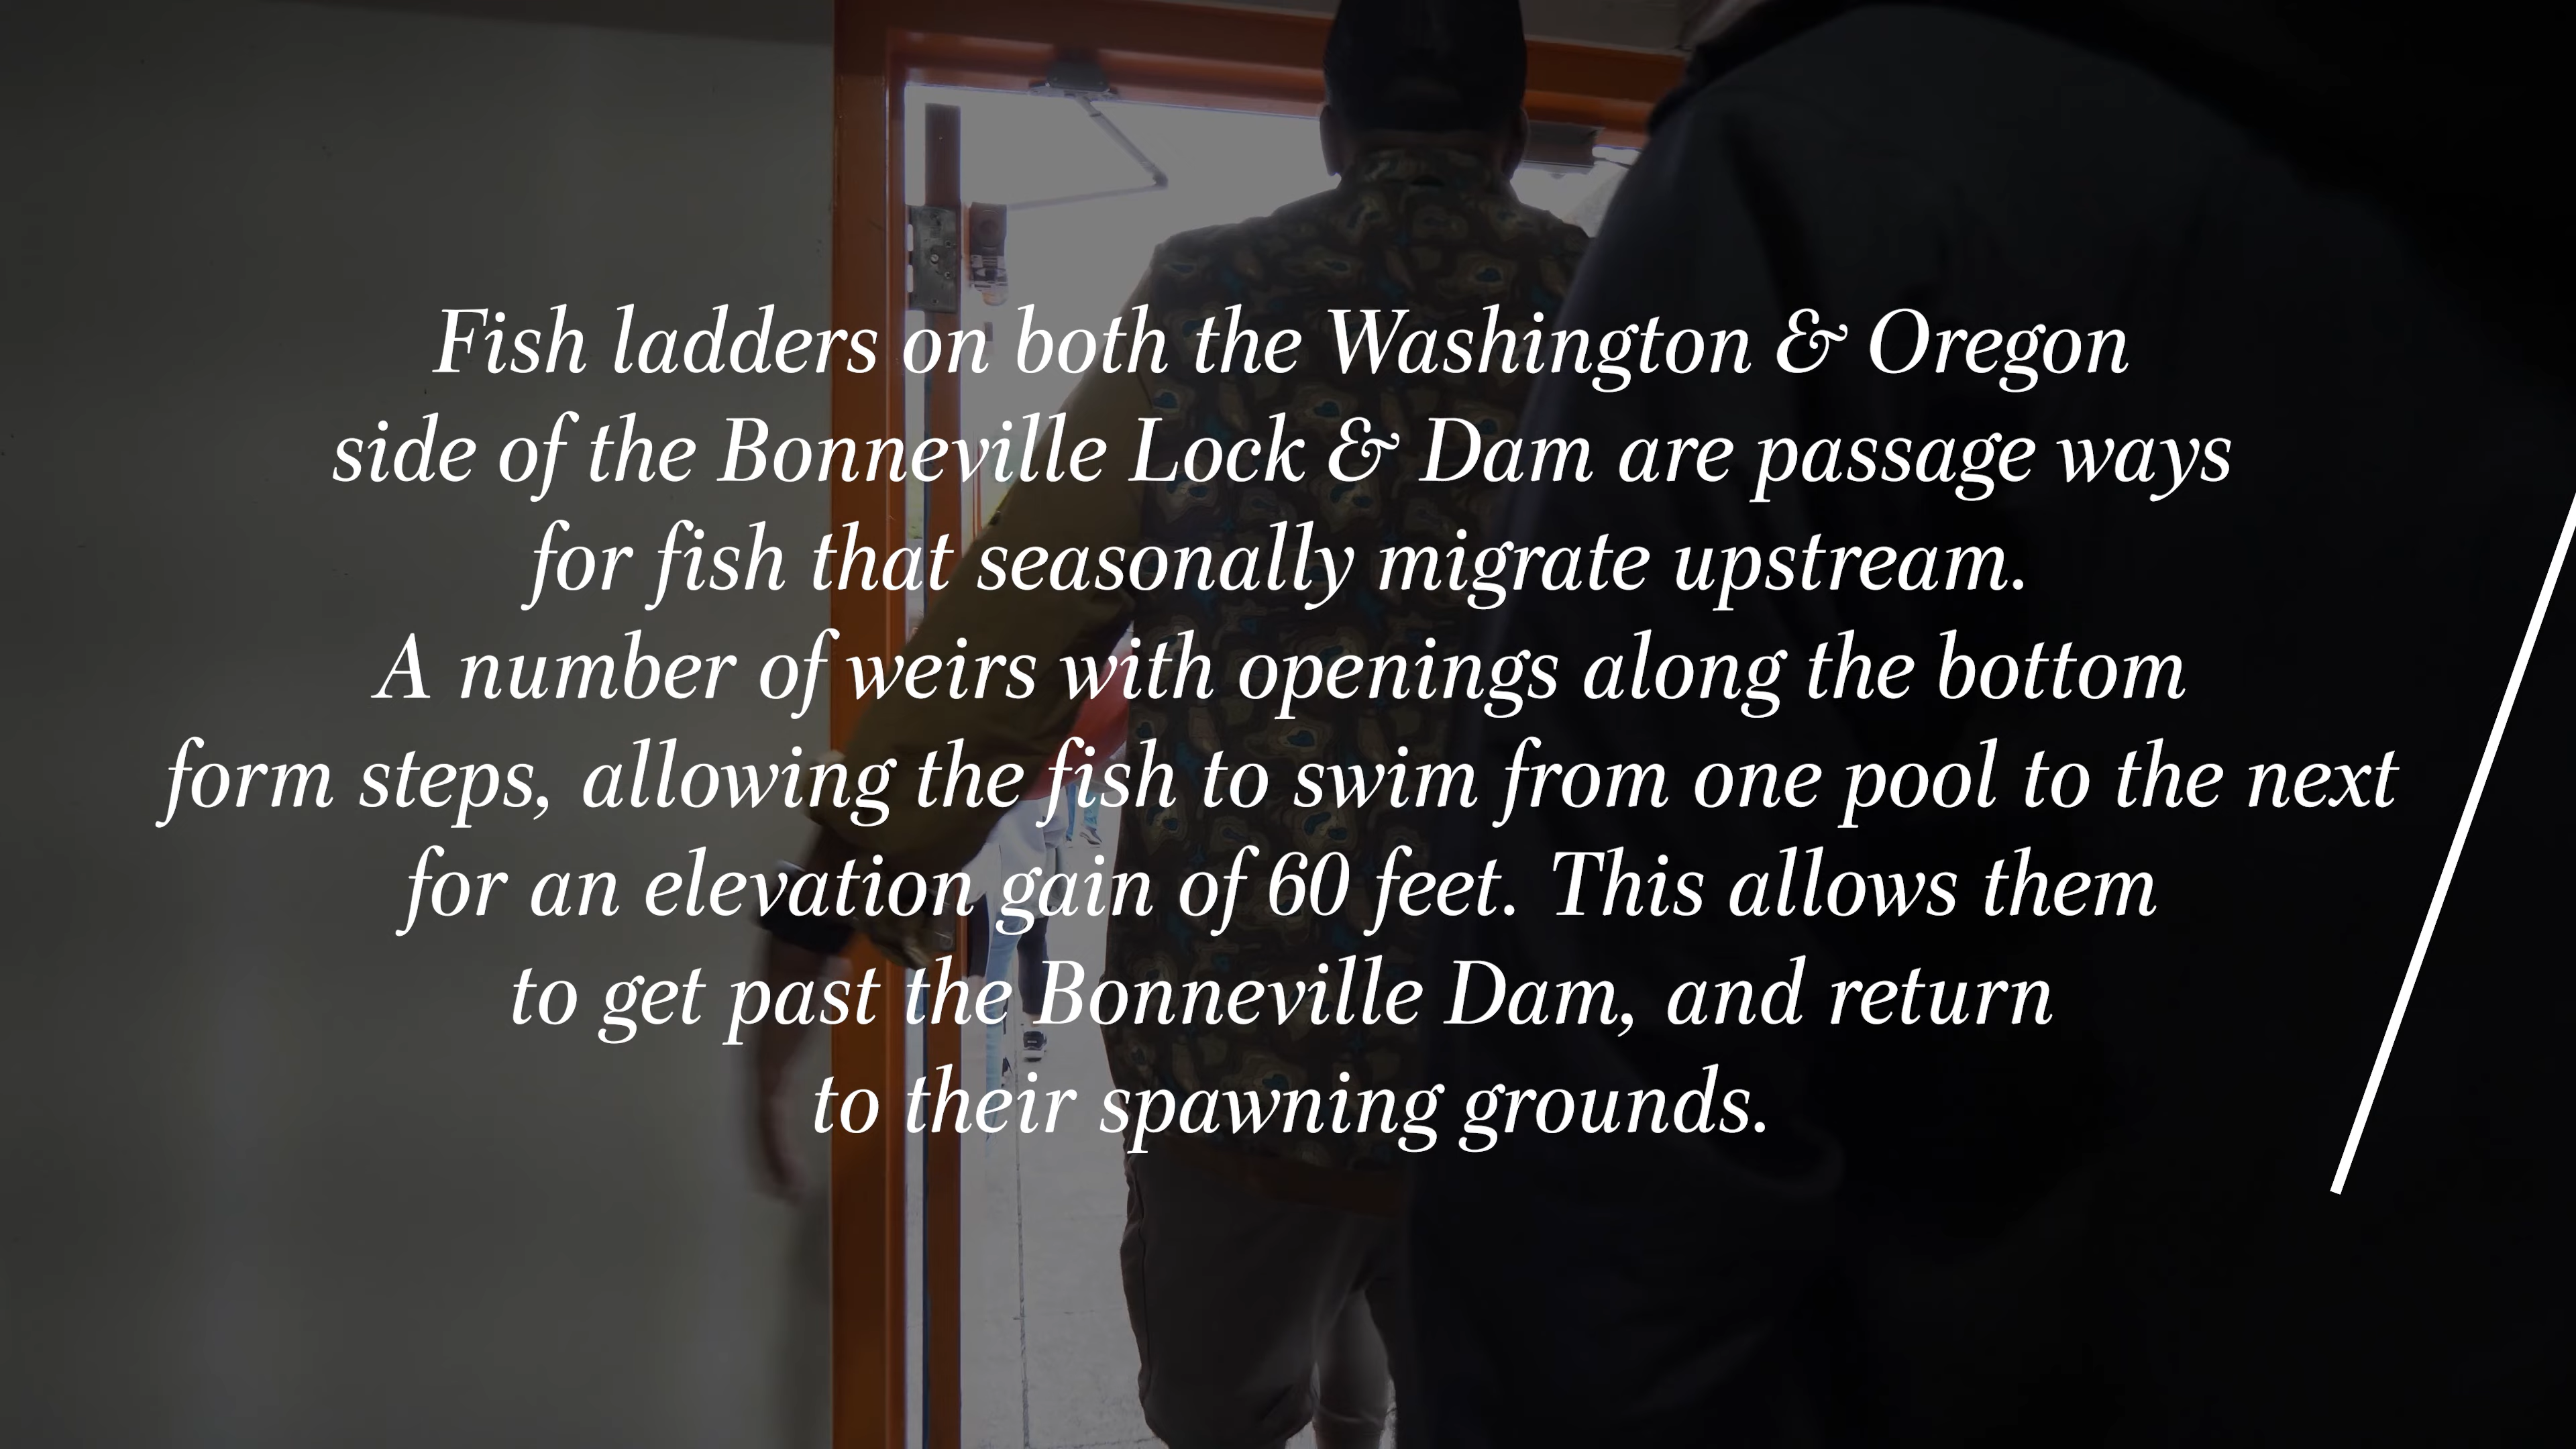 Fish ladders on both the Washington & Oregon
side of the Bonneville Lock & Dam are passage ways
for fish that seasonally migrate upstream.
A number of weirs with openings along the bottom
form steps, allowing the fish to swim from one pool to the next
for an elevation gain of 60 feet. This allows them
to get past the Bonneville Dam, and return
to their spawning grounds.